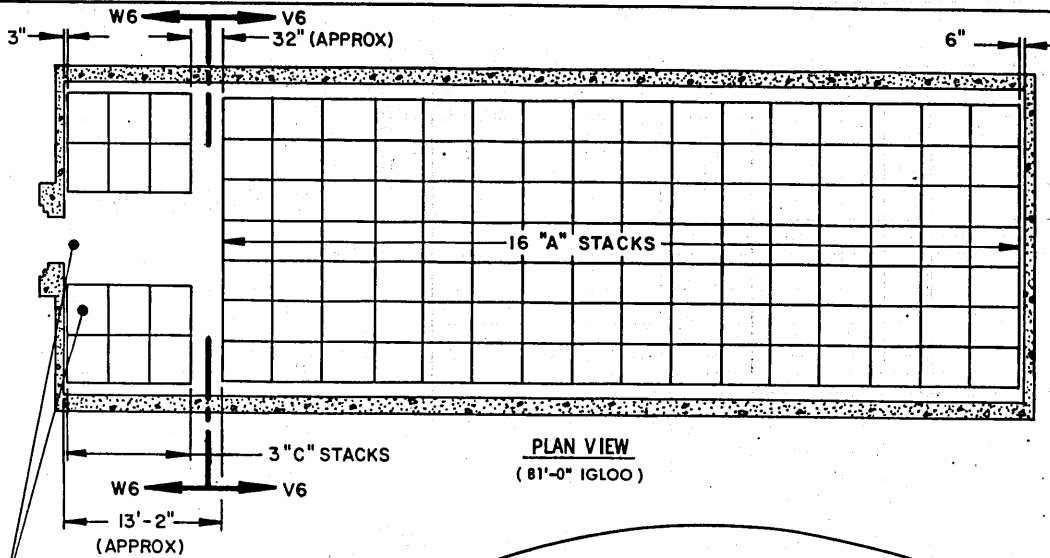 W6 V6
3" 32" (APPROX) 6"
16 "A" STACKS
3 "C" STACKS
PLAN VIEW
(81'-0" IGLOO)
W6 V6
13'-2"
(APPROX)